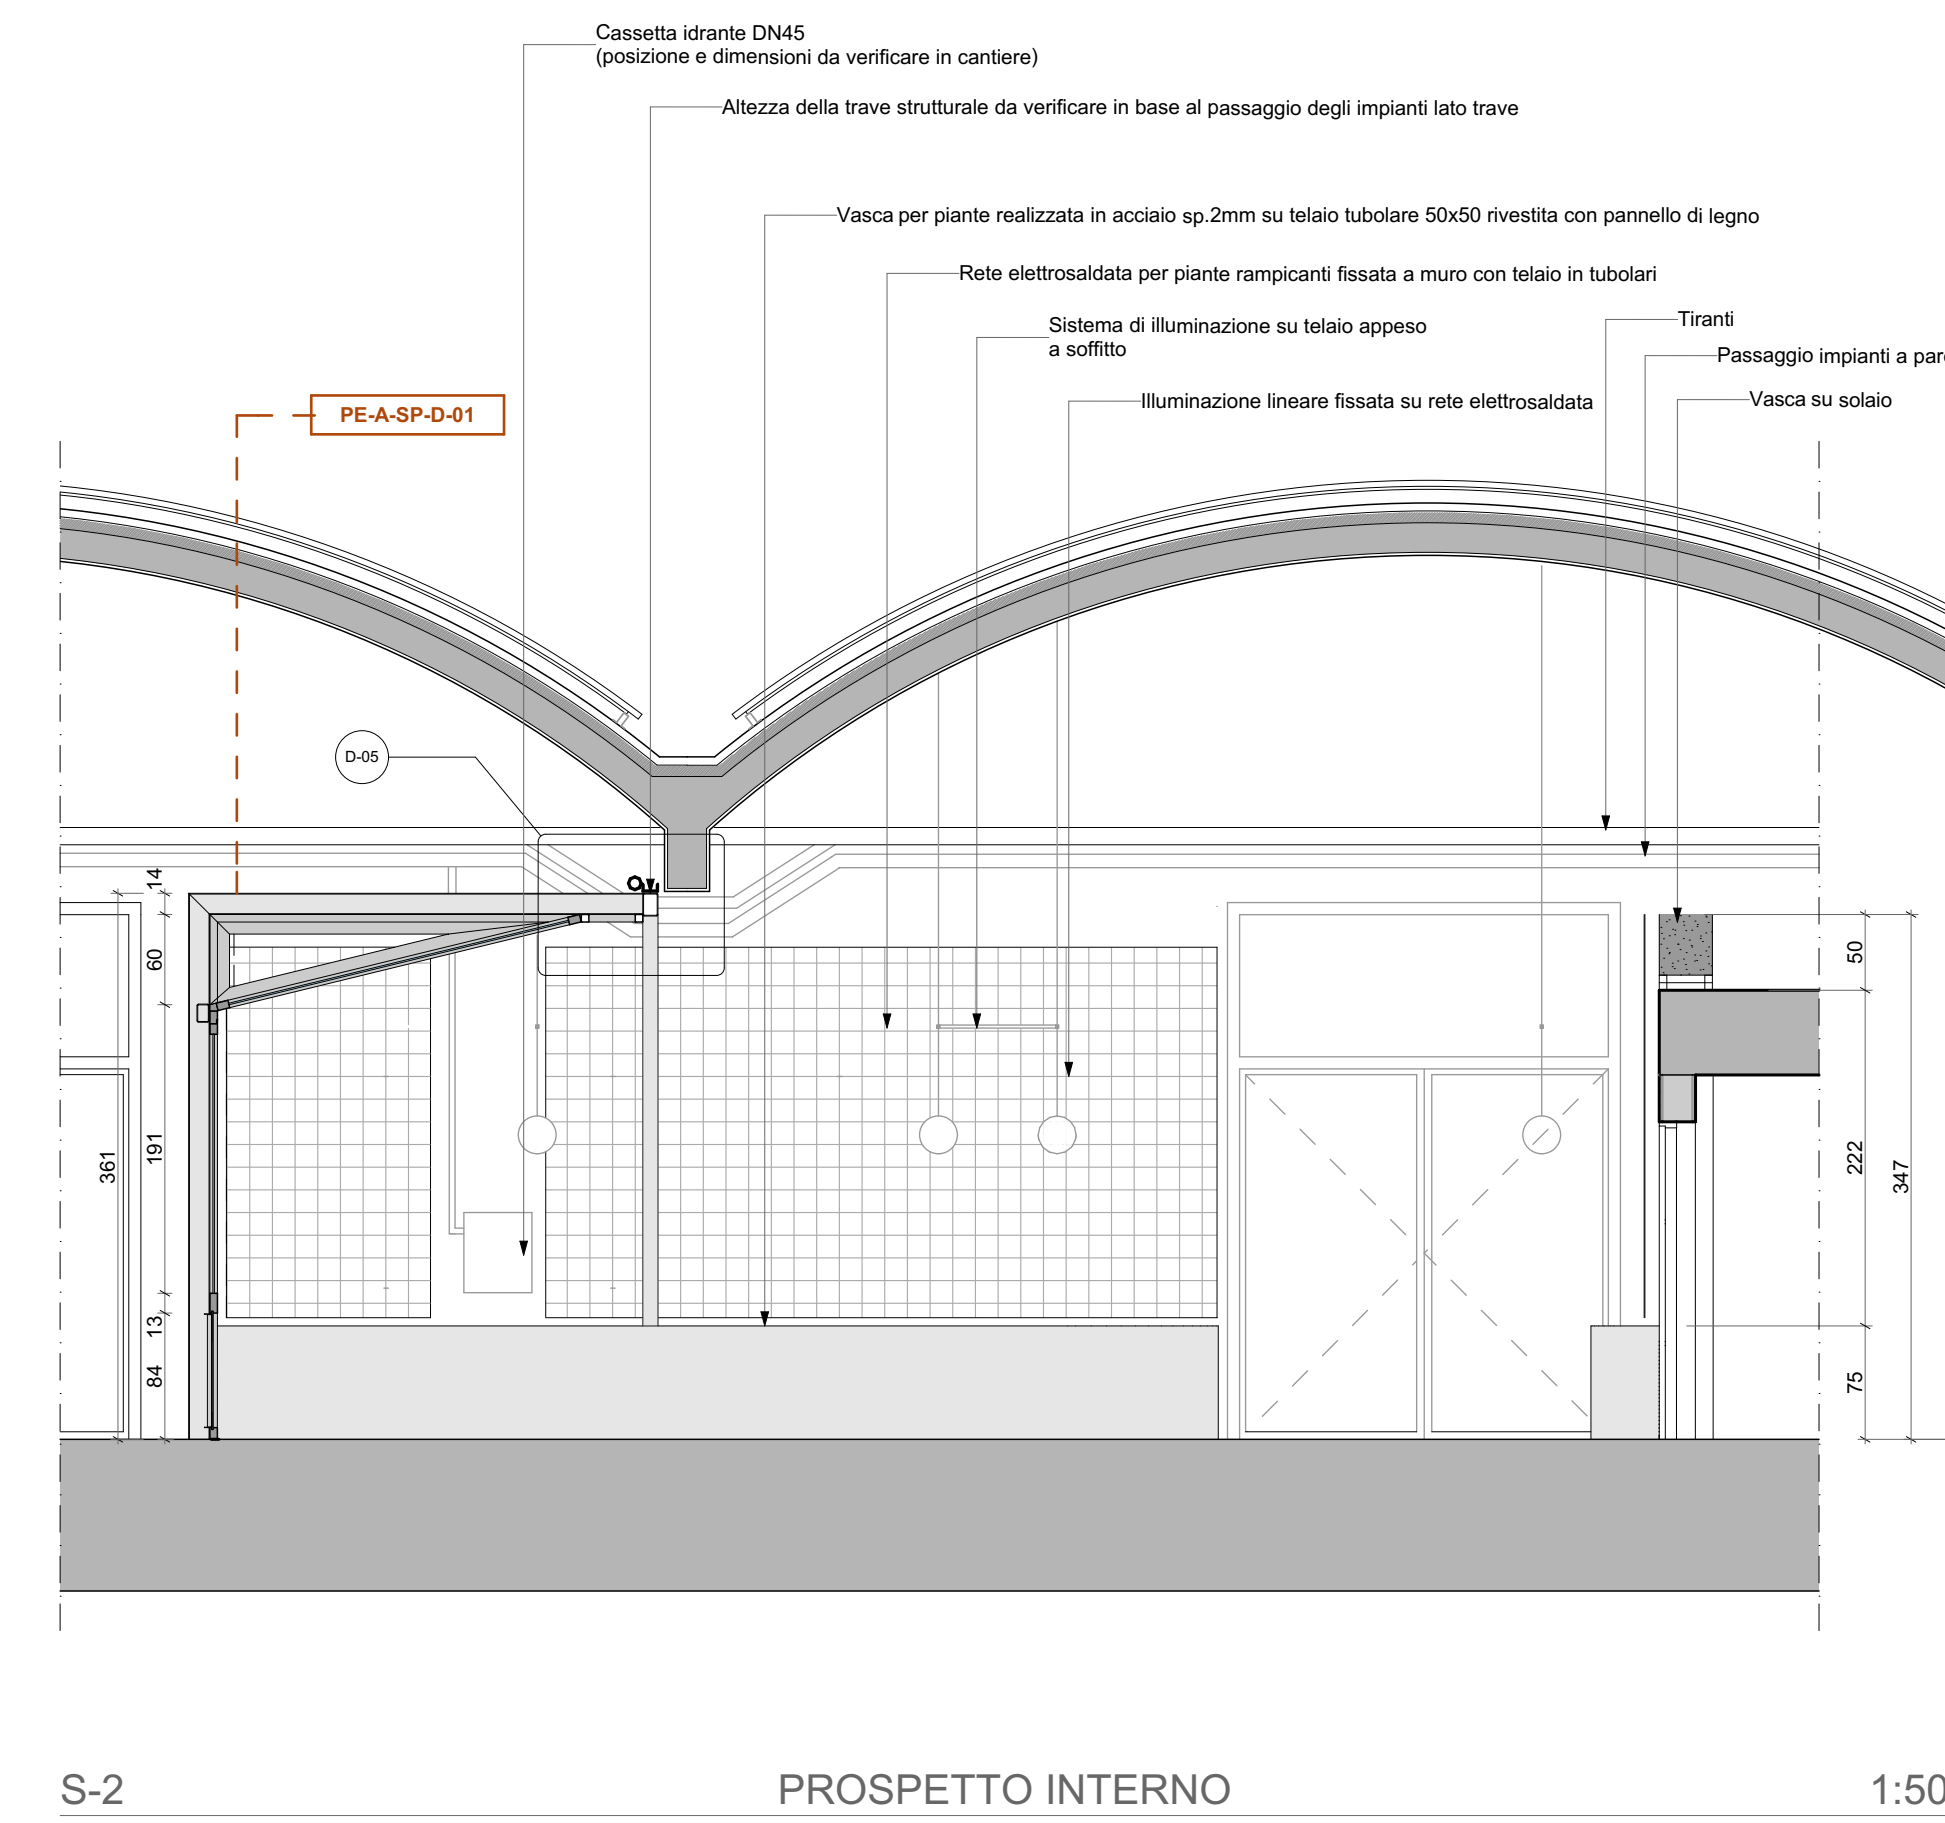 Cassetta idrante DN45
(posizione e dimensioni da verificare in cantiere)
Altezza della trave strutturale da verificare in base al passaggio degli impianti lato trave
Vasca per piante realizzata in acciaio sp.2mm su telaio tubolare 50x50 rivestita con pannello di legno
Rete elettrosaldata per piante rampicanti fissata a muro con telaio in tubolari
Sistema di illuminazione su telaio appeso
a soffitto
Tiranti
Passaggio impianti a
Illuminazione lineare fissata su rete elettrosaldata
Vasca su solaio
PE-A-SP-D-01
D-05
14
60
191
361
13
84
50
222
347
75
S-2
PROSPETTO INTERNO
1:50